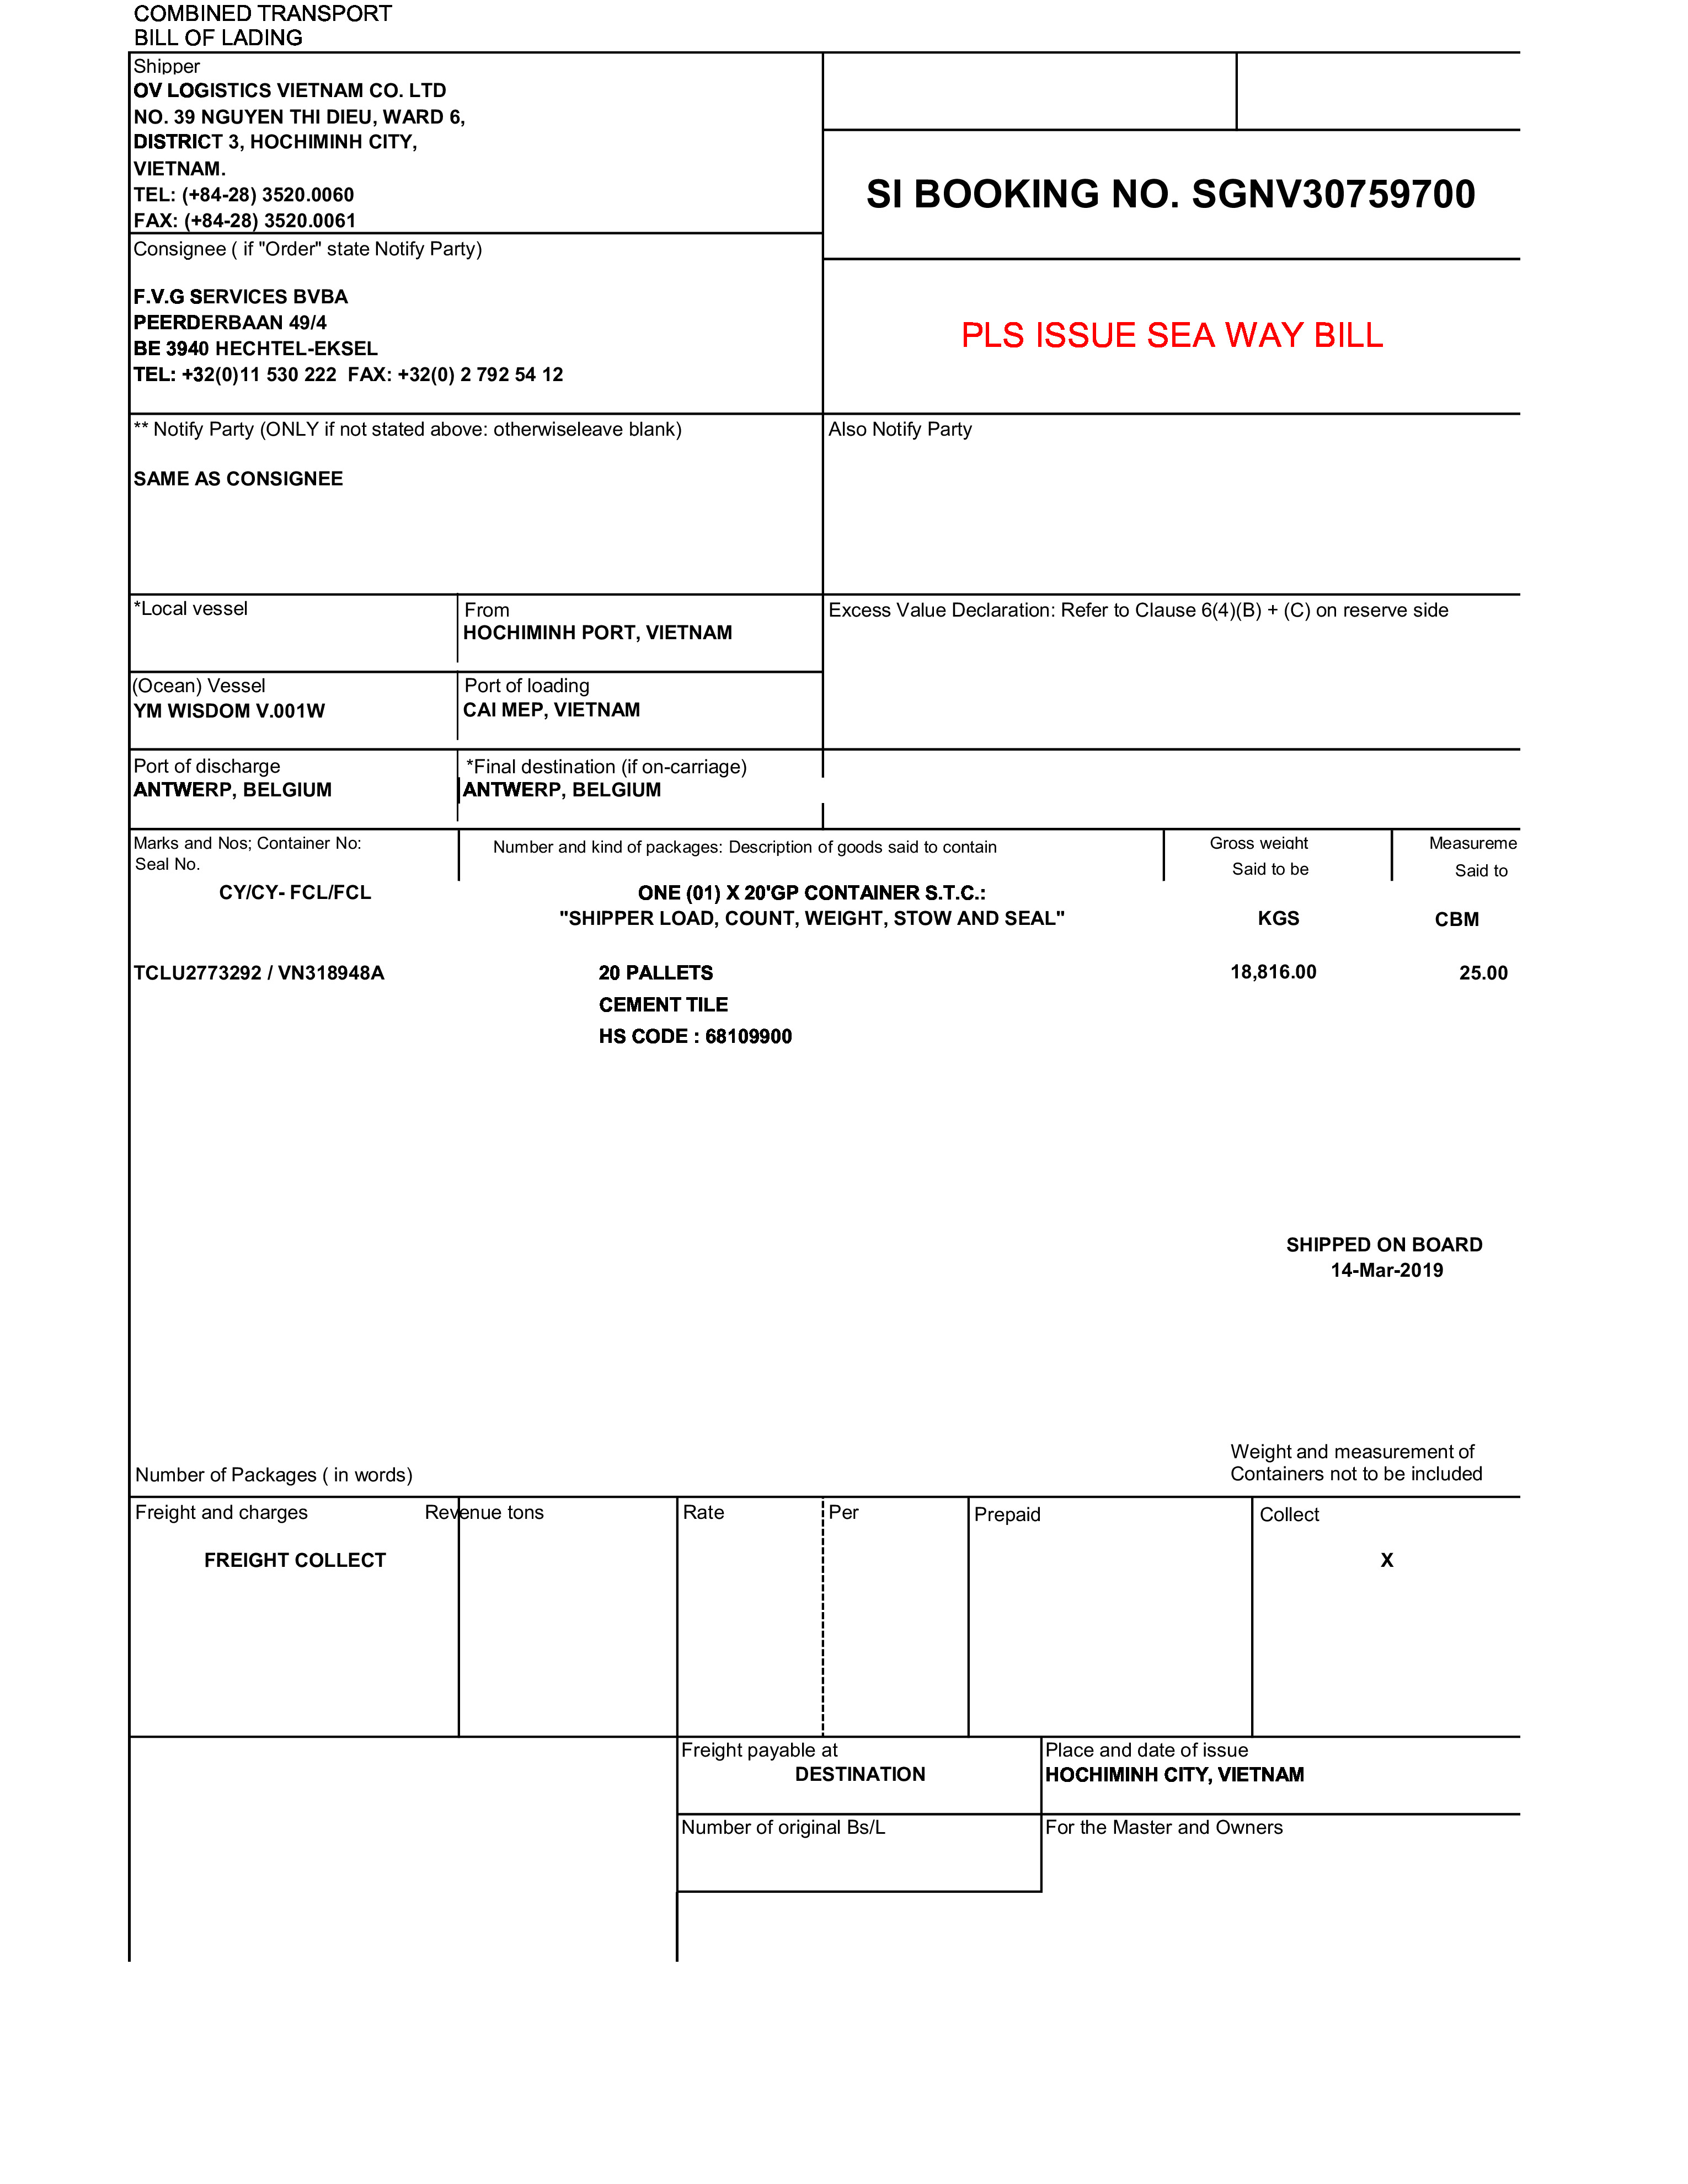 COMBINED TRANSPORT
BILL OF LADING
Shipper
OV LOGISTICS VIETNAM CO. LTD
NO. 39 NGUYEN THI DIEU, WARD 6,
DISTRICT 3, HOCHIMINH CITY,
VIETNAM.
TEL: (+84-28) 3520.0060
FAX: (+84-28) 3520.0061
SI BOOKING NO. SGNV30759700
Consignee ( if "Order" state Notify Party)
F.V.G SERVICES BVBA
PEERDERBAAN 49/4
BE 3940 HECHTEL-EKSEL
TEL: +32(0)11 530 222  FAX: +32(0) 2 792 54 12
PLS ISSUE SEA WAY BILL
** Notify Party (ONLY if not stated above: otherwiseleave blank)
SAME AS CONSIGNEE
Also Notify Party
*Local vessel
From
HOCHIMINH PORT, VIETNAM
Excess Value Declaration: Refer to Clause 6(4)(B) + (C) on reserve side
(Ocean) Vessel
YM WISDOM V.001W
Port of loading
CAI MEP, VIETNAM
Port of discharge
ANTWERP, BELGIUM
*Final destination (if on-carriage)
ANTWERP, BELGIUM
Marks and Nos; Container No:
Seal No.
Number and kind of packages: Description of goods said to contain
Gross weight
Said to be
Measureme
Said to
CY/CY- FCL/FCL
ONE (01) X 20'GP CONTAINER S.T.C.:
"SHIPPER LOAD, COUNT, WEIGHT, STOW AND SEAL"
KGS
CBM
TCLU2773292 / VN318948A
20 PALLETS
18,816.00
25.00
CEMENT TILE
HS CODE : 68109900
SHIPPED ON BOARD
14-Mar-2019
Number of Packages ( in words)
Weight and measurement of
Containers not to be included
Freight and charges
Revenue tons
Rate
Per
Prepaid
Collect
FREIGHT COLLECT
X
Freight payable at
DESTINATION
Place and date of issue
HOCHIMINH CITY, VIETNAM
Number of original Bs/L
For the Master and Owners